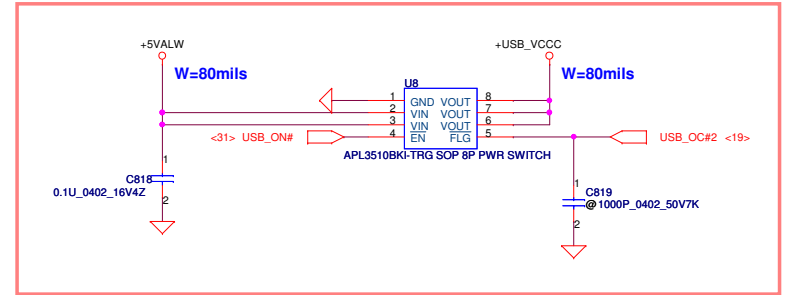 +5VALW
+USB_VCCC
W=80mils
W=80mils
U8
1 GND VOUT 8
2 VIN VOUT 7
3 VIN VOUT 6
<31> USB_ON# 4 EN FLG 5 USB_OC#2 <19>
APL3510BKI-TRG SOP 8P PWR SWITCH
1
C818
0.1U_0402_16V4Z
2
1
C819
@1000P_0402_50V7K
2